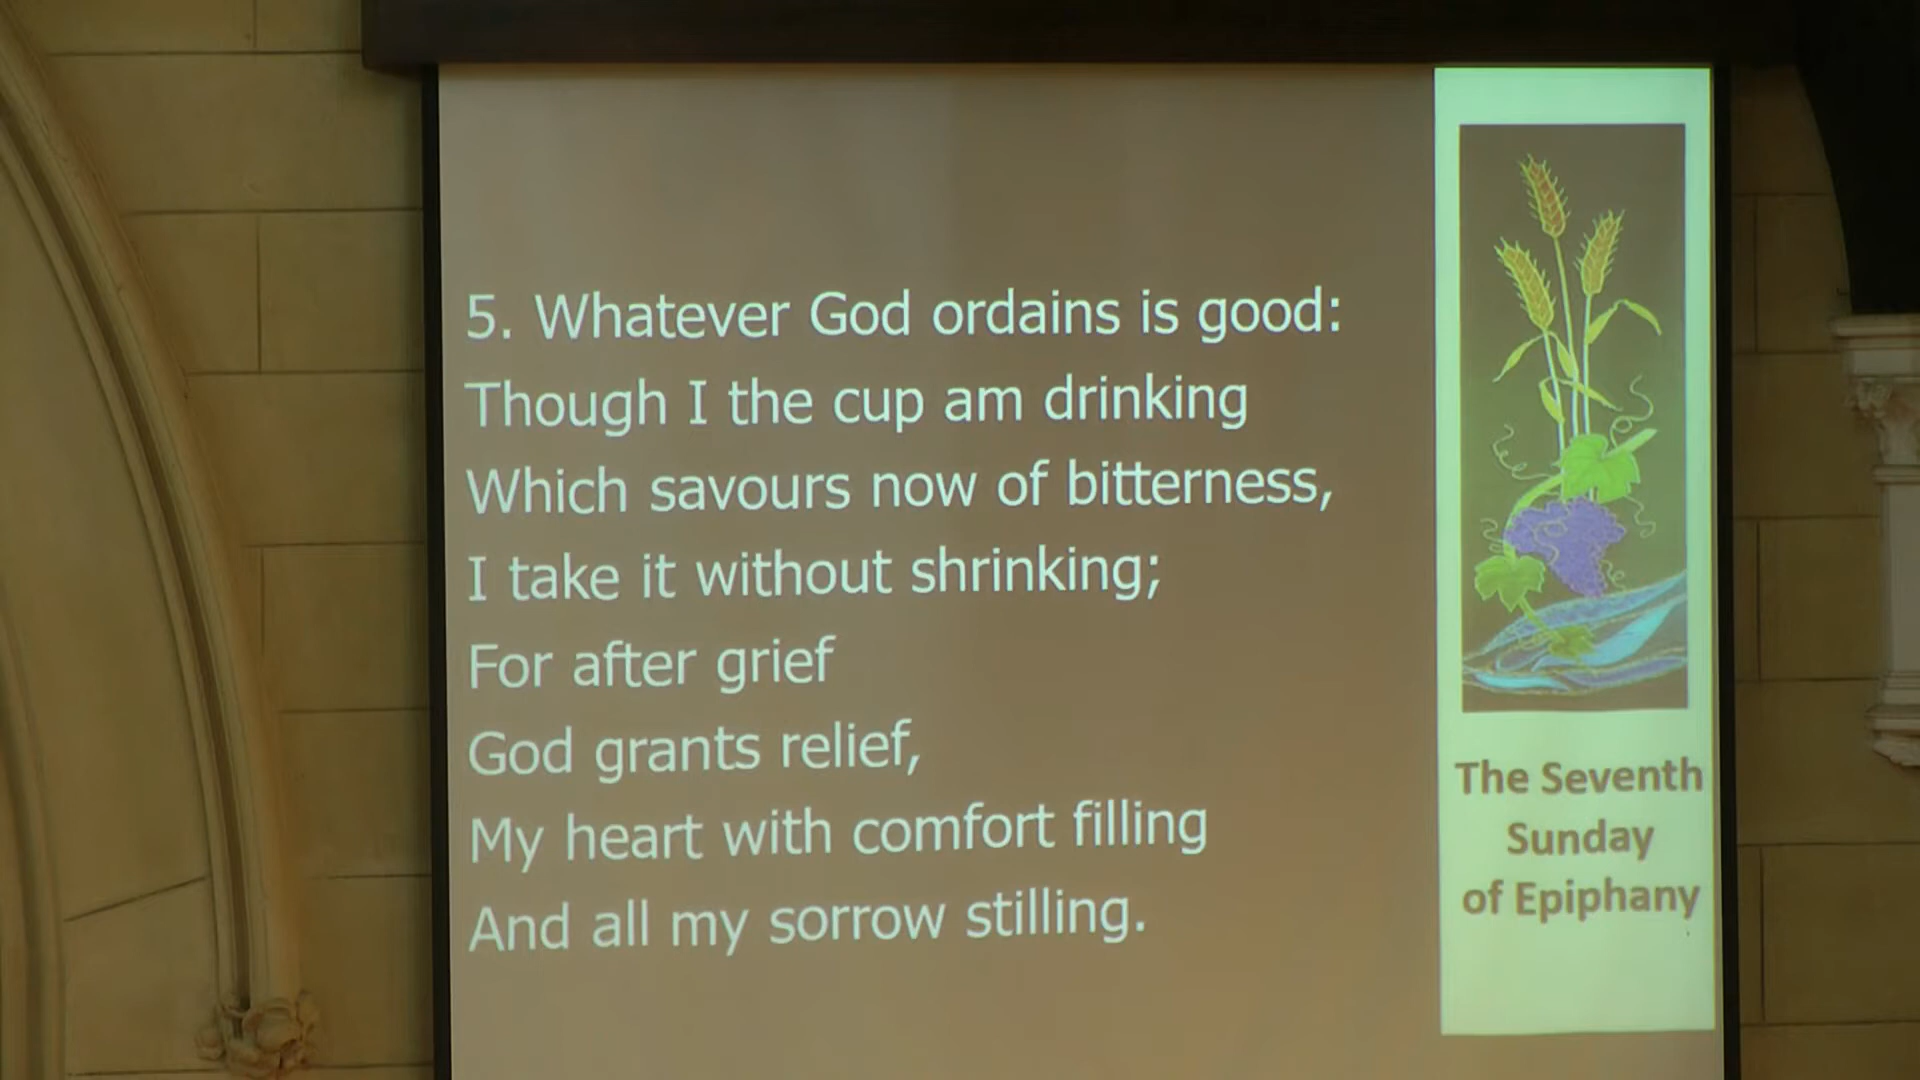 5. Whatever God ordains is good:
Though I the cup am drinking
Which savours now of bitterness,
I take it without shrinking;
For after grief
God grants relief,
My heart with comfort filling
And all my sorrow stilling.
The Seventh
Sunday
of Epiphany